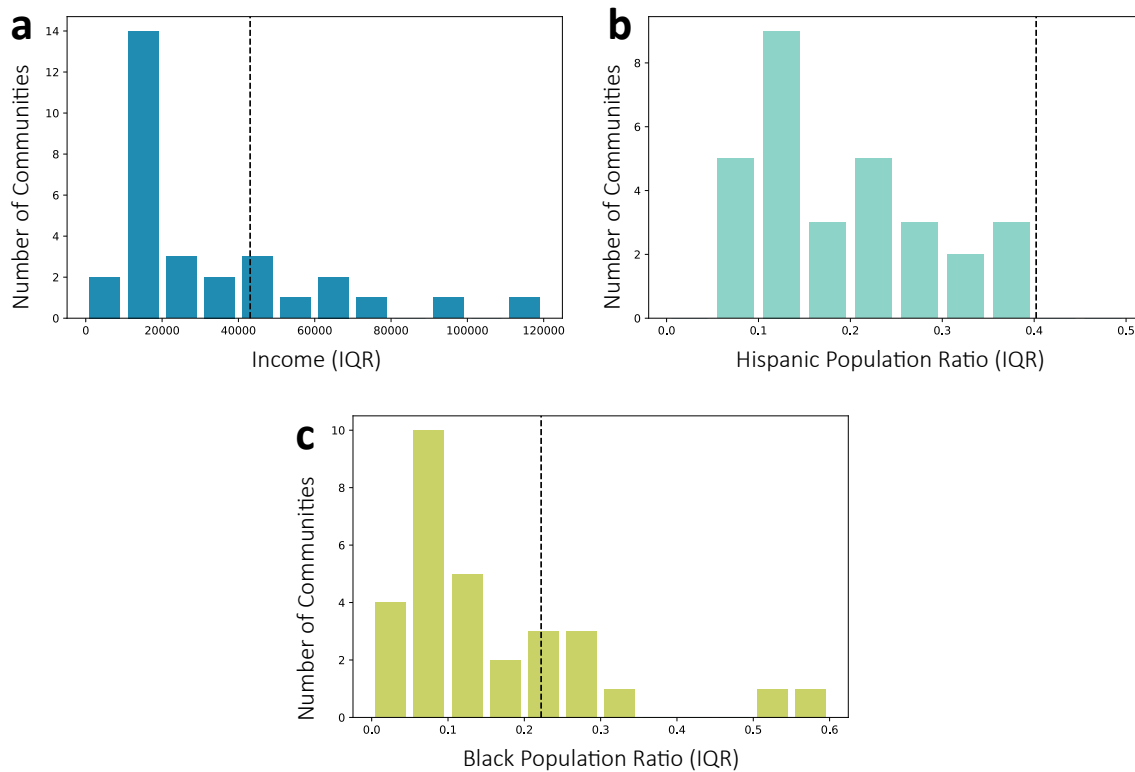 a
Number of Communities
14
12
10
8
6
4
2
0
0 20000 40000 60000 80000 100000 120000
Income (IQR)
b
Number of Communities
8
6
4
2
0
0.0 0.1 0.2 0.3 0.4 0.5
Hispanic Population Ratio (IQR)
c
Number of Communities
10
8
6
4
2
0
0.0 0.1 0.2 0.3 0.4 0.5 0.6
Black Population Ratio (IQR)